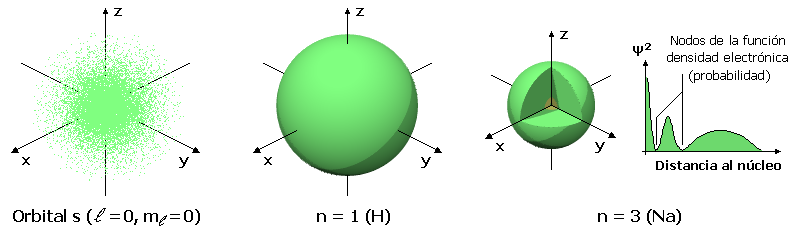 z
x
y
Orbital s (ℓ=0, mℓ=0)
z
x
y
n = 1 (H)
z
x
y
n = 3 (Na)
Ψ²
Nodos de la función
densidad electrónica
(probabilidad)
Distancia al núcleo